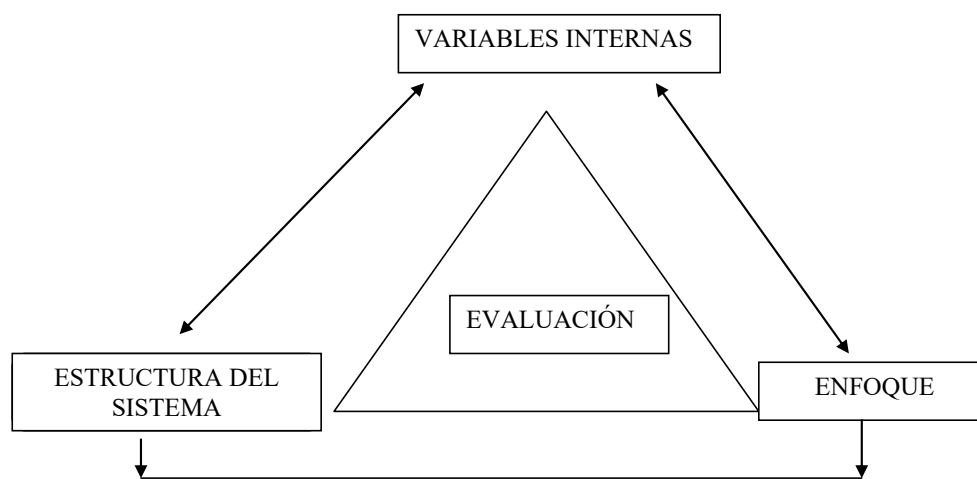 VARIABLES INTERNAS
EVALUACIÓN
ESTRUCTURA DEL
SISTEMA
ENFOQUE